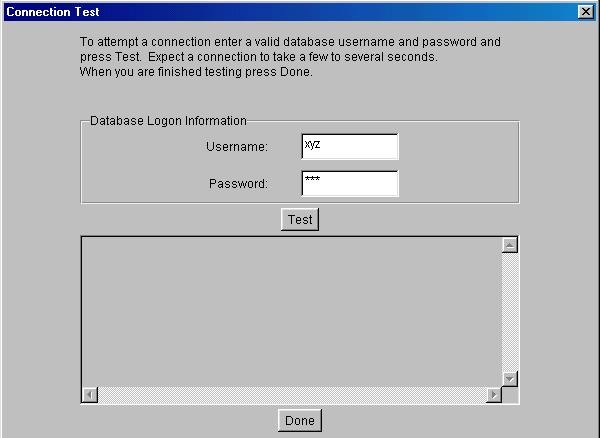 Connection Test
To attempt a connection enter a valid database username and password and
press Test.  Expect a connection to take a few to several seconds.
When you are finished testing press Done.
Database Logon Information
Username:
xyz
Password:
***
Test
Done